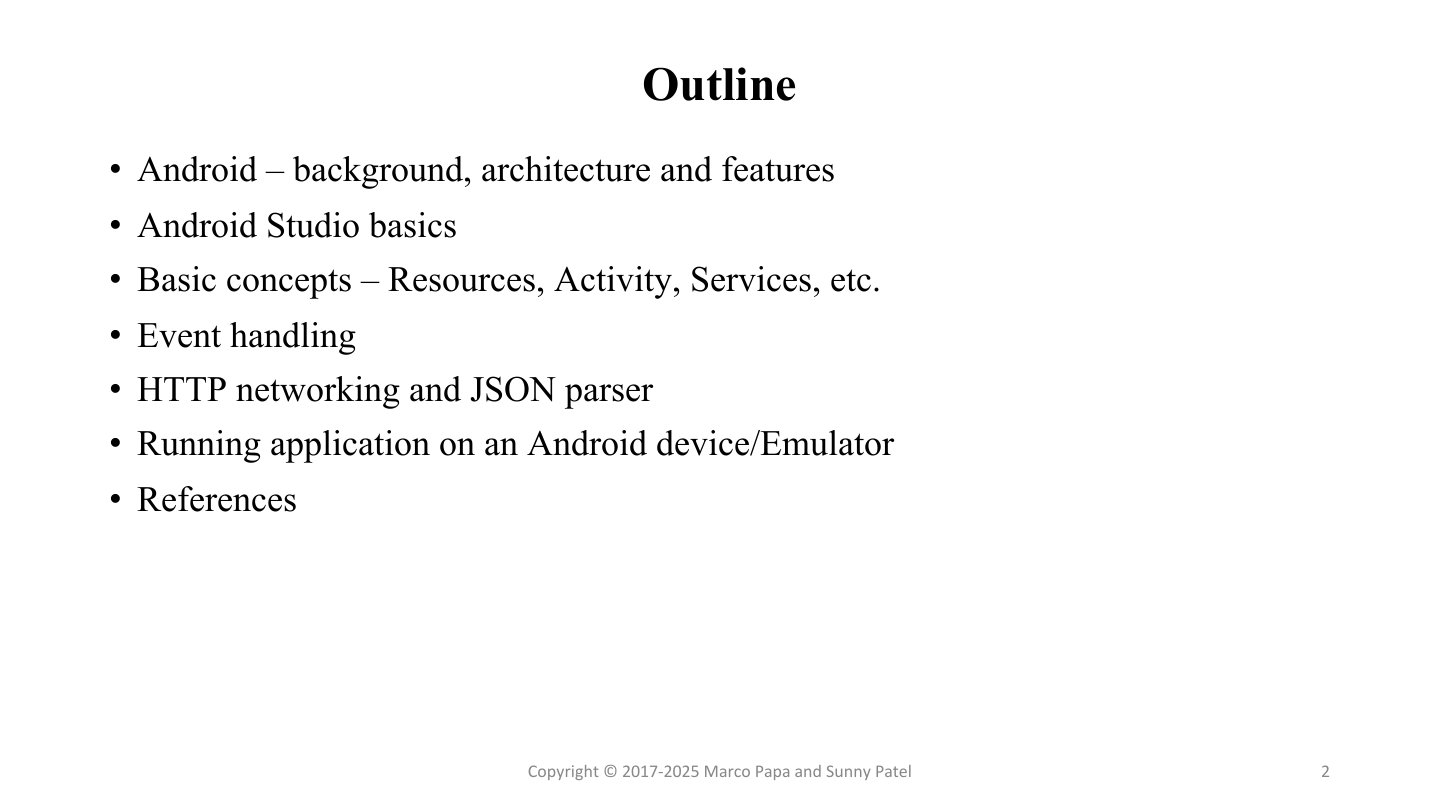 Outline
• Android – background, architecture and features
• Android Studio basics
• Basic concepts – Resources, Activity, Services, etc.
• Event handling
• HTTP networking and JSON parser
• Running application on an Android device/Emulator
• References
Copyright © 2017-2025 Marco Papa and Sunny Patel
2